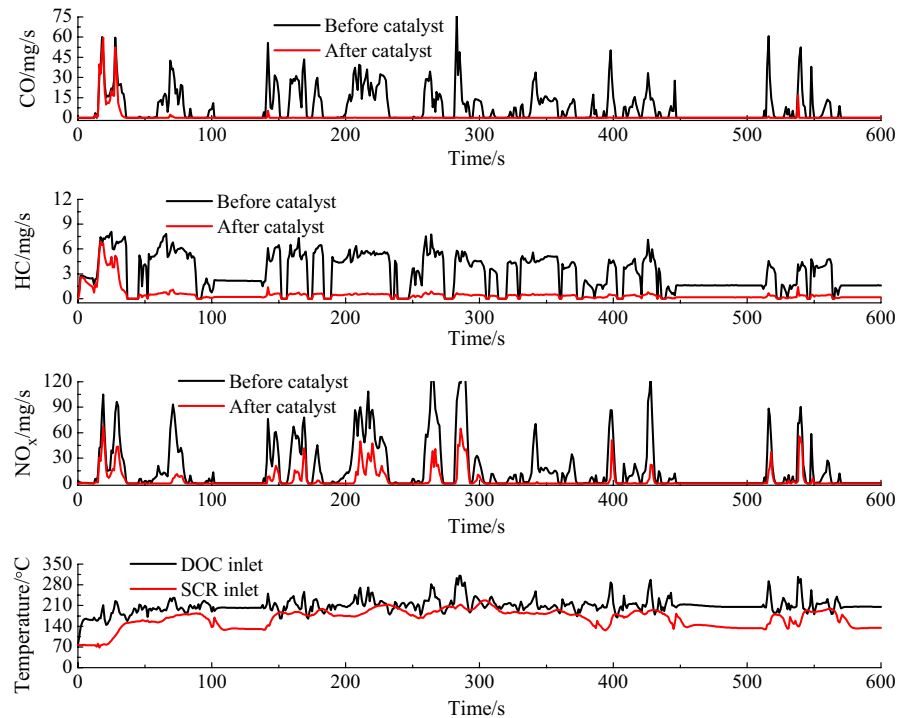 CO/mg/s
75
60
45
30
15
0
Before catalyst
After catalyst
0 100 200 300 400 500 600
Time/s
HC/mg/s
12
9
6
3
0
Before catalyst
After catalyst
0 100 200 300 400 500 600
Time/s
NOx/mg/s
120
90
60
30
0
Before catalyst
After catalyst
0 100 200 300 400 500 600
Time/s
Temperature/°C
350
280
210
140
70
0
DOC inlet
SCR inlet
0 100 200 300 400 500 600
Time/s